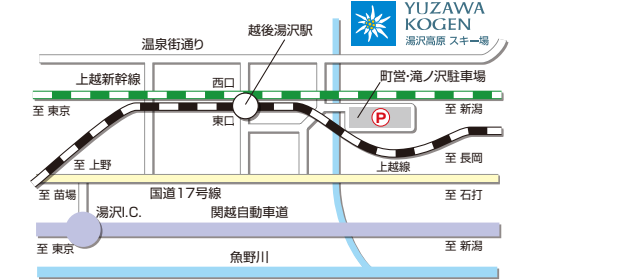 YUZAWA
KOGEN
湯沢高原 スキー場
越後湯沢駅
温泉街通り
上越新幹線
西口
町営・滝ノ沢駐車場
至 東京
至 新潟
東口
P
至 上野
至 長岡
上越線
至 苗場
国道17号線
至 石打
湯沢I.C.
関越自動車道
至 東京
至 新潟
魚野川